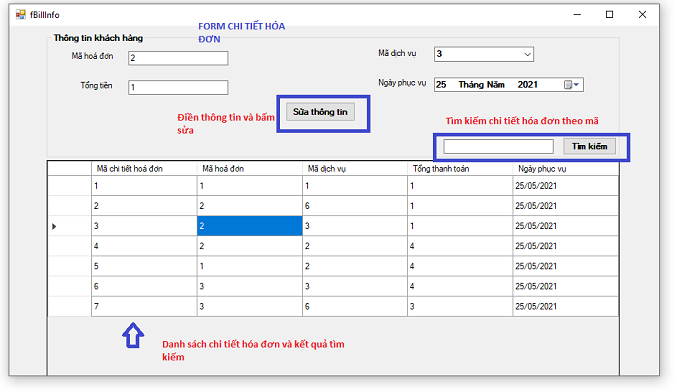 fBillInfo
FORM CHI TIẾT HÓA
ĐƠN
Thông tin khách hàng
Mã hoá đơn 2
Mã dịch vụ 3
Tổng tiền 1
Ngày phục vụ 25 Tháng Năm 2021
Điền thông tin và bấm
sửa
Sửa thông tin
Tìm kiếm chi tiết hóa đơn theo mã
Tìm kiếm
Mã chi tiết hoá đơn Mã hoá đơn Mã dịch vụ Tổng thanh toán Ngày phục vụ
1 1 1 1 25/05/2021
2 2 6 1 25/05/2021
3 2 3 1 25/05/2021
4 2 2 4 25/05/2021
5 1 2 4 25/05/2021
6 3 3 4 25/05/2021
7 3 6 3 25/05/2021
Danh sách chi tiết hóa đơn và kết quả tìm
kiếm